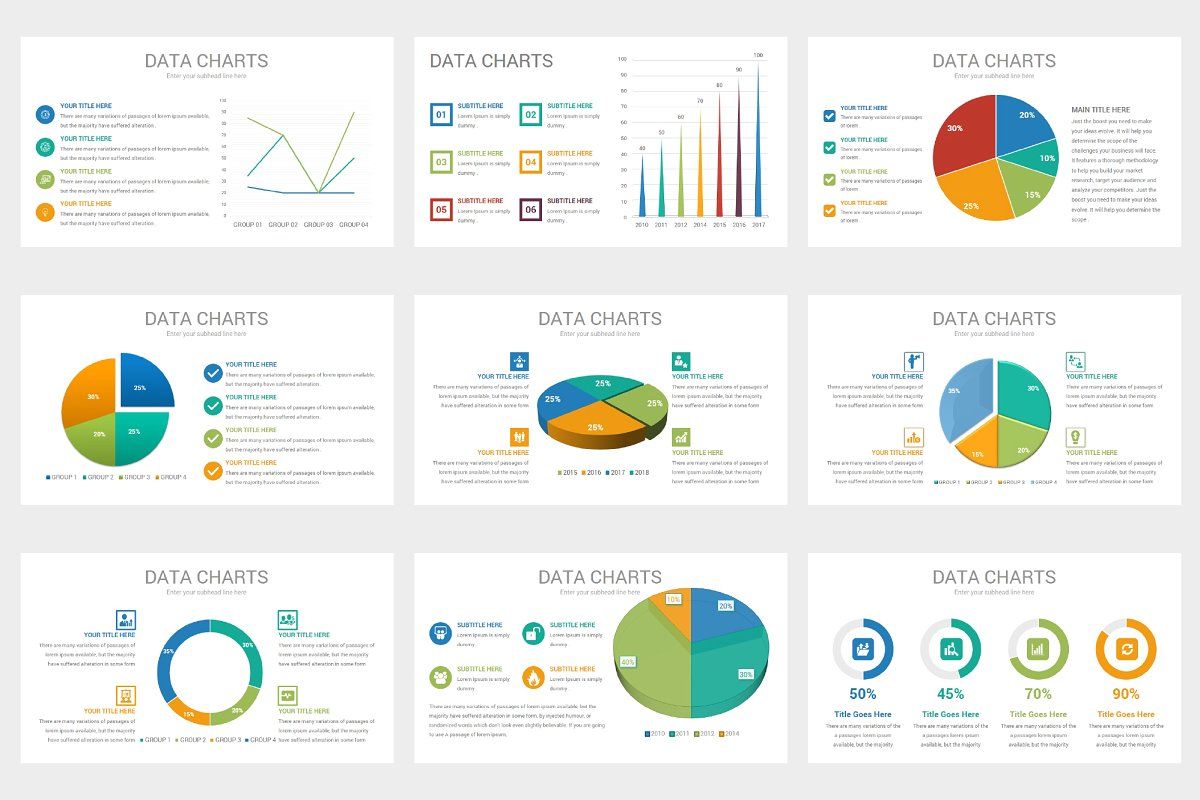 DATA CHARTS
Enter your subhead line here
YOUR TITLE HERE
There are many variations of passages of lorem ipsum available,
but the majority have suffered alteration.
YOUR TITLE HERE
There are many variations of passages of lorem ipsum available,
but the majority have suffered alteration.
YOUR TITLE HERE
There are many variations of passages of lorem ipsum available,
but the majority have suffered alteration.
YOUR TITLE HERE
There are many variations of passages of lorem ipsum available,
but the majority have suffered alteration.
90
80
70
60
50
40
30
20
0
GROUP 01 GROUP 02 GROUP 03 GROUP 04
DATA CHARTS
01
SUBTITLE HERE
Lorem Ipsum is simply
dummy .
02
SUBTITLE HERE
Lorem Ipsum is simply
dummy .
03
SUBTITLE HERE
Lorem Ipsum is simply
dummy .
04
SUBTITLE HERE
Lorem Ipsum is simply
dummy .
05
SUBTITLE HERE
Lorem Ipsum is simply
dummy .
06
SUBTITLE HERE
Lorem Ipsum is simply
dummy .
100
90
80
70
60
50
40
30
20
10
0
40
50
60
70
80
90
100
2010 2011 2012 2014 2015 2016 2017
DATA CHARTS
Enter your subhead line here
YOUR TITLE HERE
There are many variations of passages
of lorem .
YOUR TITLE HERE
There are many variations of passages
of lorem .
YOUR TITLE HERE
There are many variations of passages
of lorem .
YOUR TITLE HERE
There are many variations of passages
of lorem .
20%
10%
15%
25%
30%
MAIN TITLE HERE
Just the boost you need to make
your ideas evolve. It will help you
determine the scope of the
challenges your business will face.
It features a thorough methodology
to help you build your market
research, target your audience and
analyze your competitors. Just the
boost you need to make your ideas
evolve. It will help you determine the
scope .
DATA CHARTS
Enter your subhead line here
25%
30%
20%
25%
GROUP 1 GROUP 2 GROUP 3 GROUP 4
YOUR TITLE HERE
There are many variations of passages of lorem ipsum available,
but the majority have suffered alteration.
YOUR TITLE HERE
There are many variations of passages of lorem ipsum available,
but the majority have suffered alteration.
YOUR TITLE HERE
There are many variations of passages of lorem ipsum available,
but the majority have suffered alteration.
YOUR TITLE HERE
There are many variations of passages of lorem ipsum available,
but the majority have suffered alteration.
DATA CHARTS
Enter your subhead line here
YOUR TITLE HERE
There are many variations of passages of
lorem ipsum available, but the majority
have suffered alteration in some form
YOUR TITLE HERE
There are many variations of passages of
lorem ipsum available, but the majority
have suffered alteration in some form
25%
25%
25%
25%
2015 2016 2017 2018
YOUR TITLE HERE
There are many variations of passages of
lorem ipsum available, but the majority
have suffered alteration in some form
YOUR TITLE HERE
There are many variations of passages of
lorem ipsum available, but the majority
have suffered alteration in some form
DATA CHARTS
Enter your subhead line here
YOUR TITLE HERE
There are many variations of passages of
lorem ipsum available, but the majority
have suffered alteration in some form
YOUR TITLE HERE
There are many variations of passages of
lorem ipsum available, but the majority
have suffered alteration in some form
35%
30%
20%
GROUP 1 GROUP 2 GROUP 3 GROUP 4
YOUR TITLE HERE
There are many variations of passages of
lorem ipsum available, but the majority
have suffered alteration in some form
YOUR TITLE HERE
There are many variations of passages of
lorem ipsum available, but the majority
have suffered alteration in some form
DATA CHARTS
Enter your subhead line here
YOUR TITLE HERE
There are many variations of passages of
lorem ipsum available, but the majority
have suffered alteration in some form
YOUR TITLE HERE
There are many variations of passages of
lorem ipsum available, but the majority
have suffered alteration in some form
35%
30%
15%
20%
GROUP 1 GROUP 2 GROUP 3 GROUP 4
YOUR TITLE HERE
There are many variations of passages of
lorem ipsum available, but the majority
have suffered alteration in some form
YOUR TITLE HERE
There are many variations of passages of
lorem ipsum available, but the majority
have suffered alteration in some form
DATA CHARTS
Enter your subhead line here
SUBTITLE HERE
Lorem Ipsum is simply
dummy .
SUBTITLE HERE
Lorem Ipsum is simply
dummy .
SUBTITLE HERE
Lorem Ipsum is simply
dummy .
SUBTITLE HERE
Lorem Ipsum is simply
dummy .
There are many variations of passages of lorem ipsum available, but the
majority have suffered alteration in some form, by injected humour, or
randomized words which don't look even slightly believable. If you are going
to use a passage of lorem ipsum.
10%
20%
40%
30%
2010 2011 2012 2014
DATA CHARTS
Enter your subhead line here
50%
Title Goes Here
There are many variations of the
a passages lorem ipsum
available, but the majority
45%
Title Goes Here
There are many variations of the
a passages lorem ipsum
available, but the majority
70%
Title Goes Here
There are many variations of the
a passages lorem ipsum
available, but the majority
90%
Title Goes Here
There are many variations of the
a passages lorem ipsum
available, but the majority